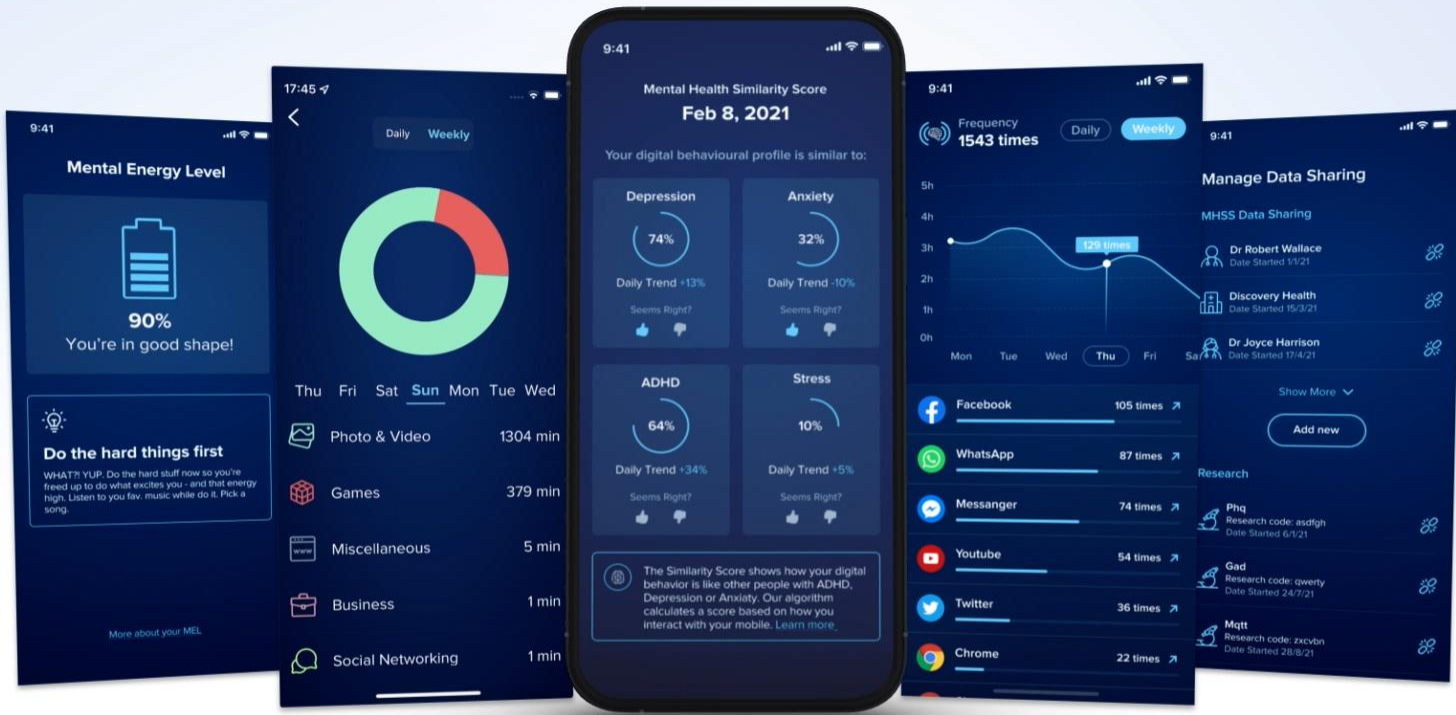 9:41
Mental Energy Level
90%
You're in good shape!
Do the hard things first
WHAT?! YUP. Do the hard stuff now so you're
freed up to do what excites you - and that energy
high. Listen to you fav. music while do it. Pick a
song.
More about your MEL
17:45
Daily Weekly
Thu Fri Sat Sun Mon Tue Wed
Photo & Video 1304 min
Games 379 min
www
Miscellaneous 5 min
Business 1 min
Social Networking 1 min
9:41
Mental Health Similarity Score
Feb 8, 2021
Your digital behavioural profile is similar to:
Depression Anxiety
74% 32%
Daily Trend +13% Daily Trend -10%
Seems Right? Seems Right?
ADHD Stress
64% 10%
Daily Trend +34% Daily Trend +5%
Seems Right? Seems Right?
The Similarity Score shows how your digital
behavior is like other people with ADHD,
Depression or Anxiaty. Our algorithm
calculates a score based on how you
interact with your mobile. Learn more
9:41
Frequency
1543 times
Daily Weekly
5h
4h
3h
2h
1h
0h
129 times
Mon Tue Wed Thu Fri Sa
Facebook 105 times
WhatsApp 87 times
Messanger 74 times
Youtube 54 times
Twitter 36 times
Chrome 22 times
9:41
Manage Data Sharing
MHSS Data Sharing
Dr Robert Wallace
Date Started 1/1/21
Discovery Health
Date Started 15/3/21
Dr Joyce Harrison
Date Started 17/4/21
Show More
Add new
Research
Phq
Research code: asdfgh
Date Started 6/1/21
Gad
Research code: qwerty
Date Started 24/7/21
Mqtt
Research code: zxcvbn
Date Started 28/8/21